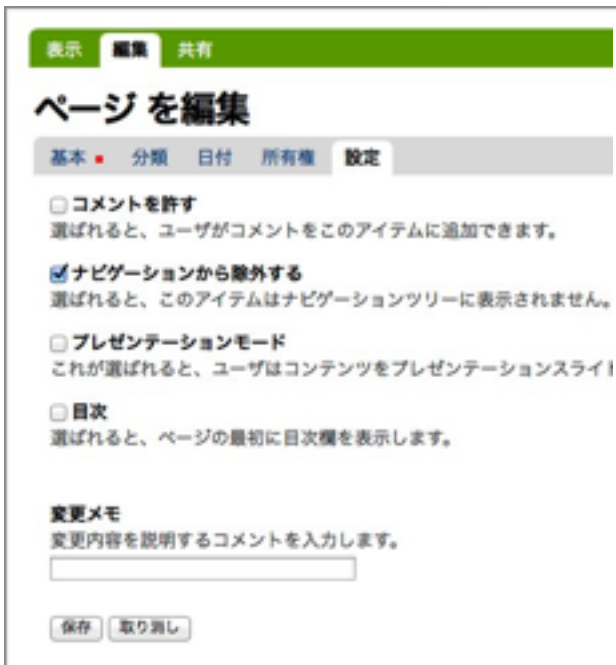 表示 編集 共有
ページ を編集
基本 分類 日付 所有権 設定
コメントを許す
選ばれると、ユーザがコメントをこのアイテムに追加できます。
ナビゲーションから除外する
選ばれると、このアイテムはナビゲーションツリーに表示されません。
プレゼンテーションモード
これが選ばれると、ユーザはコンテンツをプレゼンテーションスライド
目次
選ばれると、ページの最初に目次欄を表示します。
変更メモ
変更内容を説明するコメントを入力します。
保存 取り消し